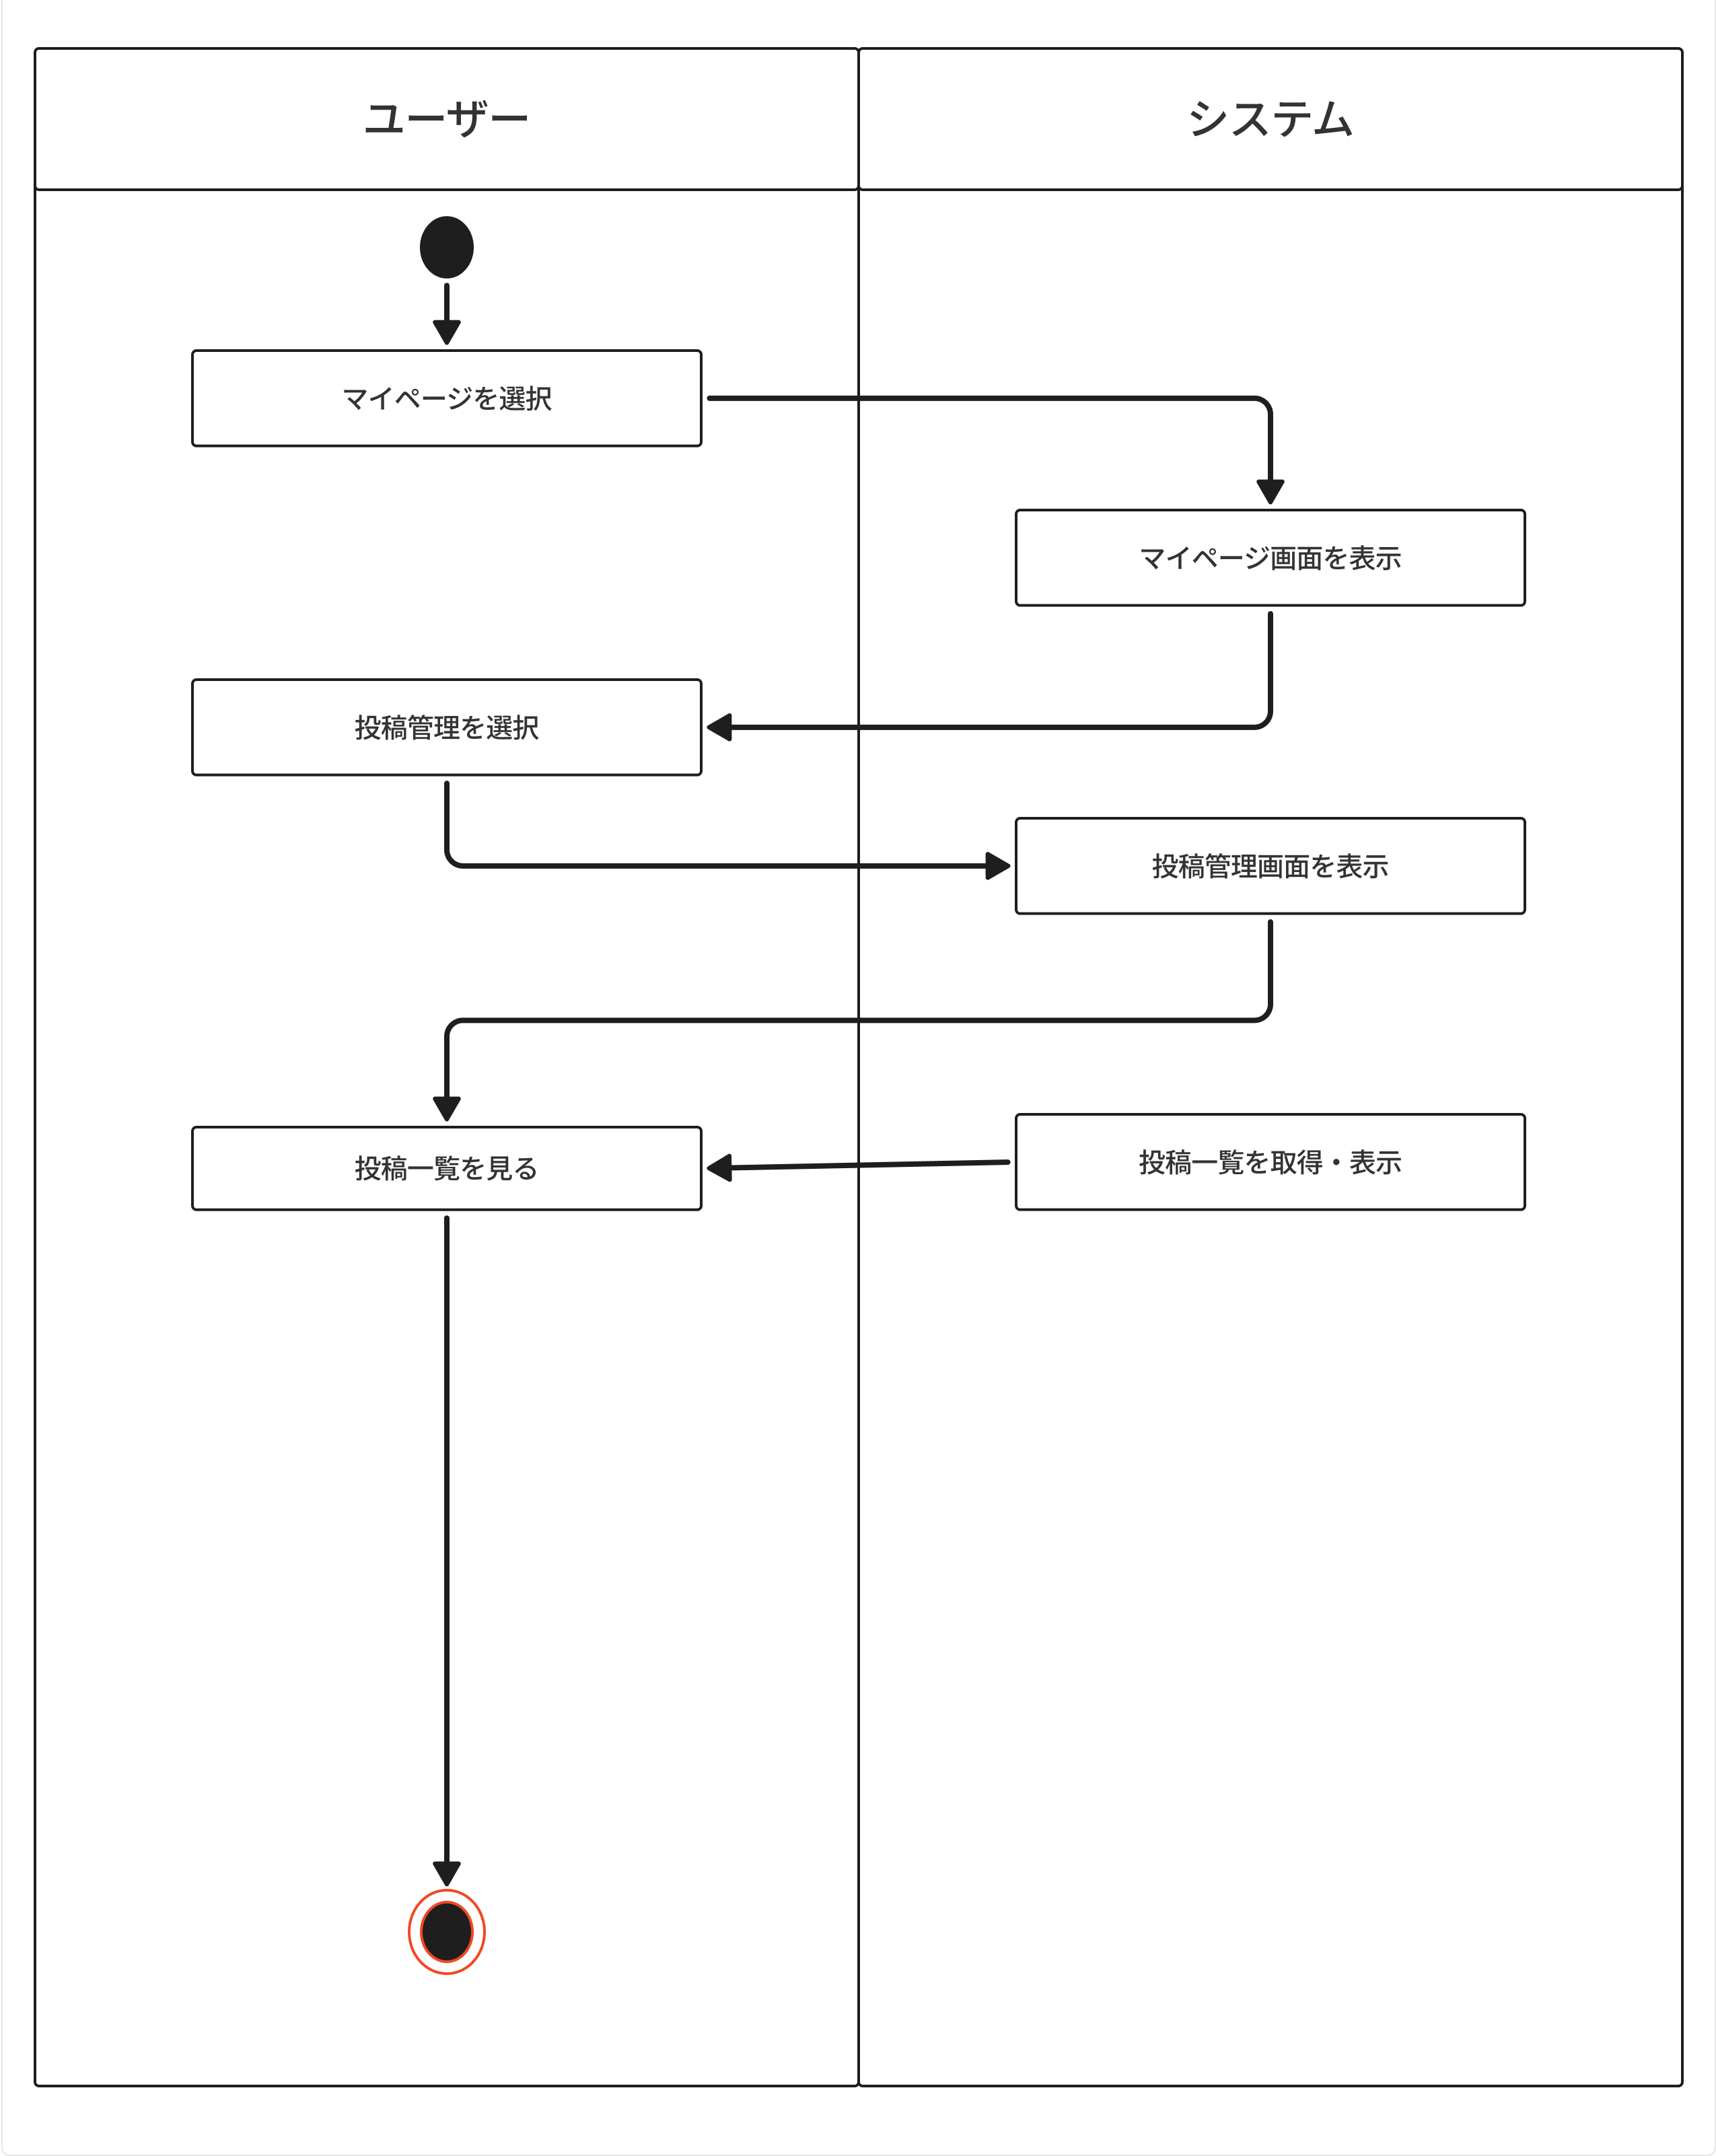 ユーザー
システム
マイページを選択
マイページ画面を表示
投稿管理を選択
投稿管理画面を表示
投稿一覧を見る
投稿一覧を取得・表示